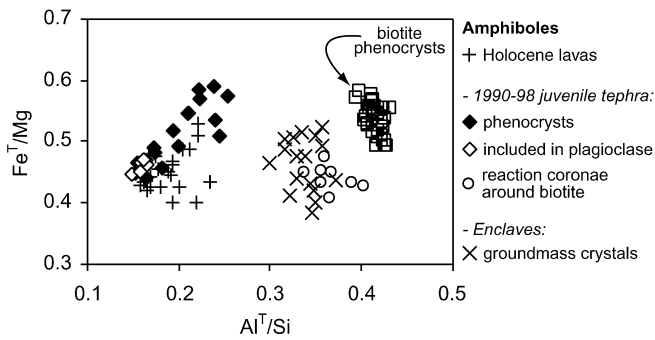 0.7
0.6
0.5
0.4
0.3
Fe^T/Mg
biotite
phenocrysts
0.1 0.2 0.3 0.4 0.5
Al^T/Si
Amphiboles
Holocene lavas
- 1990-98 juvenile tephra:
phenocrysts
included in plagioclase
reaction coronae
around biotite
- Enclaves:
groundmass crystals